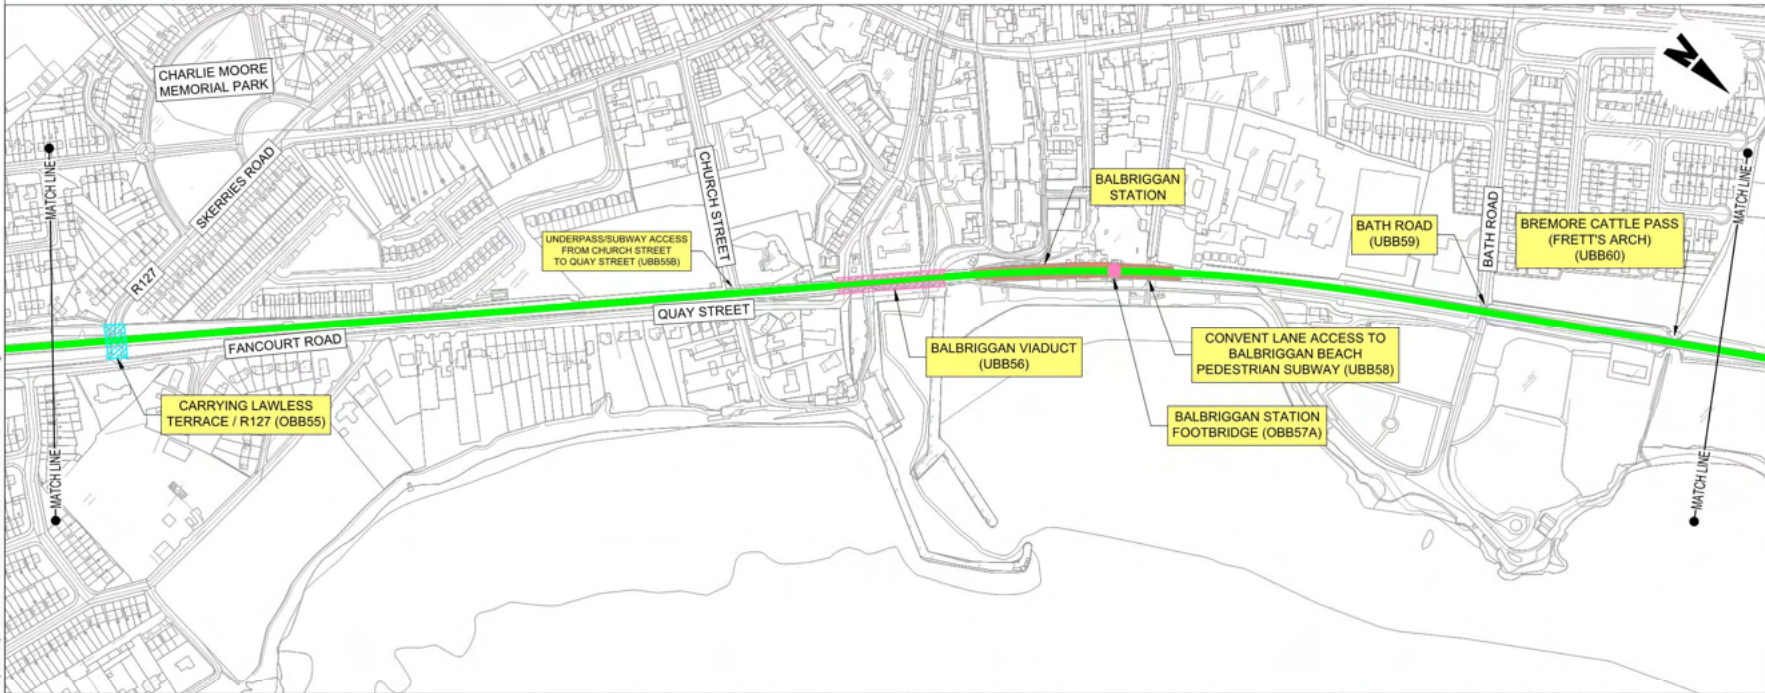 N
CHARLIE MOORE
MEMORIAL PARK
MATCH LINE
SKERRIES ROAD
R127
CHURCH STREET
UNDERPASS/SUBWAY ACCESS
FROM CHURCH STREET
TO QUAY STREET (UBB55B)
BALBRIGGAN
STATION
BATH ROAD
(UBB59)
BATH ROAD
BREMORE CATTLE PASS
(FRETT'S ARCH)
(UBB60)
MATCH LINE
QUAY STREET
FANCOURT ROAD
BALBRIGGAN VIADUCT
(UBB56)
CONVENT LANE ACCESS TO
BALBRIGGAN BEACH
PEDESTRIAN SUBWAY (UBB58)
CARRYING LAWLESS
TERRACE / R127 (OBB55)
BALBRIGGAN STATION
FOOTBRIDGE (OBB57A)
MATCH LINE
MATCH LINE